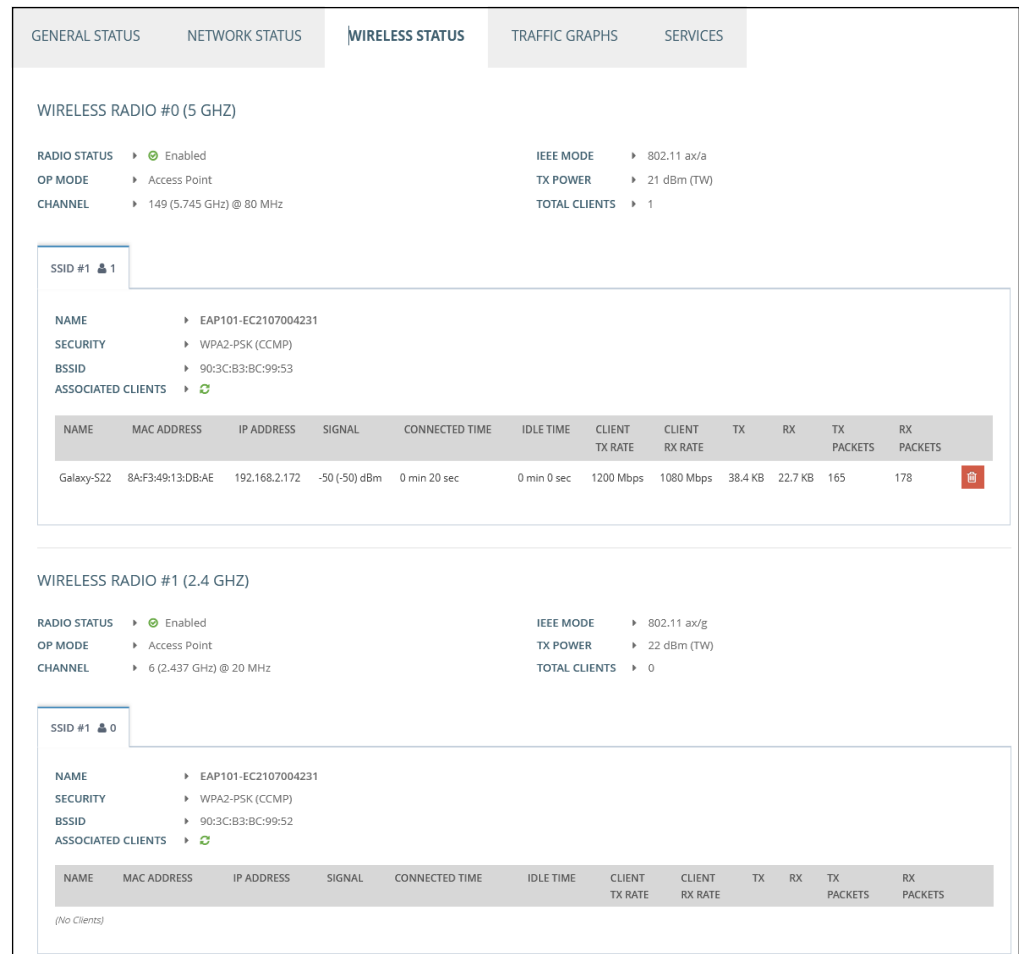 GENERAL STATUS NETWORK STATUS WIRELESS STATUS TRAFFIC GRAPHS SERVICES
WIRELESS RADIO #0 (5 GHZ)
RADIO STATUS Enabled IEEE MODE 802.11 ax/a
OP MODE Access Point TX POWER 21 dBm (TW)
CHANNEL 149 (5.745 GHz) @ 80 MHz TOTAL CLIENTS 1
SSID #1 1
NAME EAP101-EC2107004231
SECURITY WPA2-PSK (CCMP)
BSSID 90:3C:B3:BC:99:53
ASSOCIATED CLIENTS
NAME MAC ADDRESS IP ADDRESS SIGNAL CONNECTED TIME IDLE TIME CLIENT TX RATE CLIENT RX RATE TX RX TX PACKETS RX PACKETS
Galaxy-S22 8A:F3:49:13:DB:AE 192.168.2.172 -50 (-50) dBm 0 min 20 sec 0 min 0 sec 1200 Mbps 1080 Mbps 38.4 KB 22.7 KB 165 178
WIRELESS RADIO #1 (2.4 GHZ)
RADIO STATUS Enabled IEEE MODE 802.11 ax/g
OP MODE Access Point TX POWER 22 dBm (TW)
CHANNEL 6 (2.437 GHz) @ 20 MHz TOTAL CLIENTS 0
SSID #1 0
NAME EAP101-EC2107004231
SECURITY WPA2-PSK (CCMP)
BSSID 90:3C:B3:BC:99:52
ASSOCIATED CLIENTS
NAME MAC ADDRESS IP ADDRESS SIGNAL CONNECTED TIME IDLE TIME CLIENT TX RATE CLIENT RX RATE TX RX TX PACKETS RX PACKETS
(No Clients)